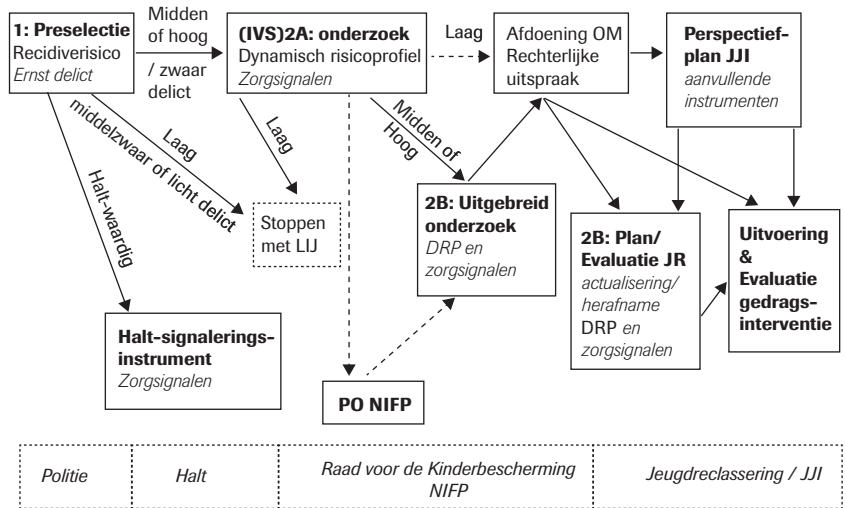 1: Preselectie
Recidiverisico
Ernst delict
Midden
of hoog
/ zwaar
delict
(IVS)2A: onderzoek
Dynamisch risicoprofiel
Zorgsignalen
Laag
Afdoening OM
Rechterlijke
uitspraak
Perspectief-
plan JJI
aanvullende
instrumenten
Laag
middelzwaar of licht delict
Halt-waardig
Laag
Midden of
Hoog
Stoppen
met LIJ
2B: Uitgebreid
onderzoek
DRP en
zorgsignalen
2B: Plan/
Evaluatie JR
actualisering/
herafname
DRP en
zorgsignalen
Uitvoering
&
Evaluatie
gedrags-
interventie
Halt-signalerings-
instrument
Zorgsignalen
PO NIFP
Politie
Halt
Raad voor de Kinderbescherming
NIFP
Jeugdreclassering / JJI